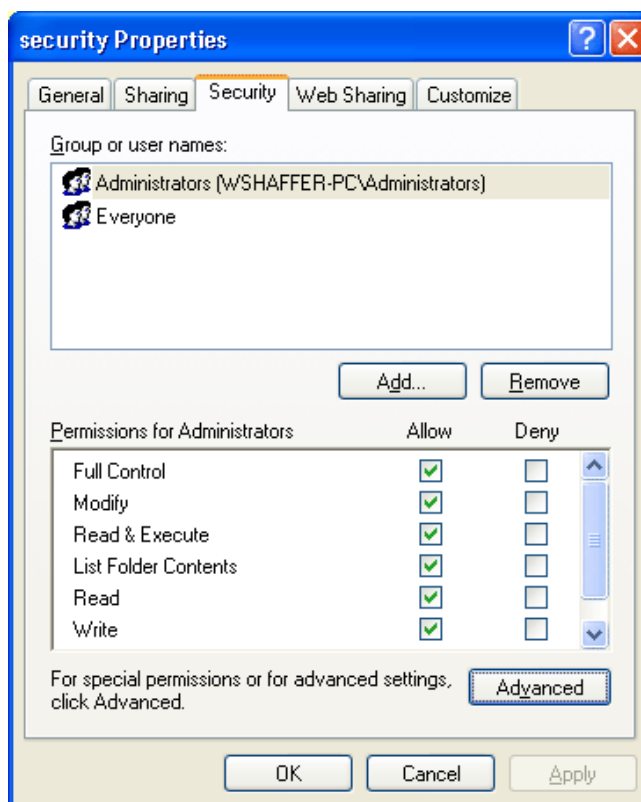 security Properties
General Sharing Security Web Sharing Customize
Group or user names:
Administrators (WSHAFFER-PC\Administrators)
Everyone
Add... Remove
Permissions for Administrators Allow Deny
Full Control
Modify
Read & Execute
List Folder Contents
Read
Write
For special permissions or for advanced settings,
click Advanced.
Advanced
OK Cancel Apply